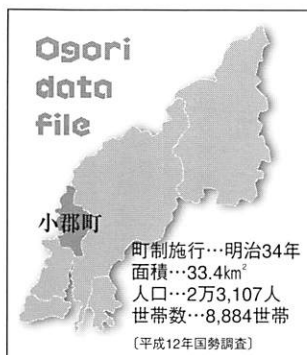 Ogori
data
file
小郡町
町制施行…明治34年
面積…33.4km²
人口…2万3,107人
世帯数…8,884世帯
〔平成12年国勢調査〕